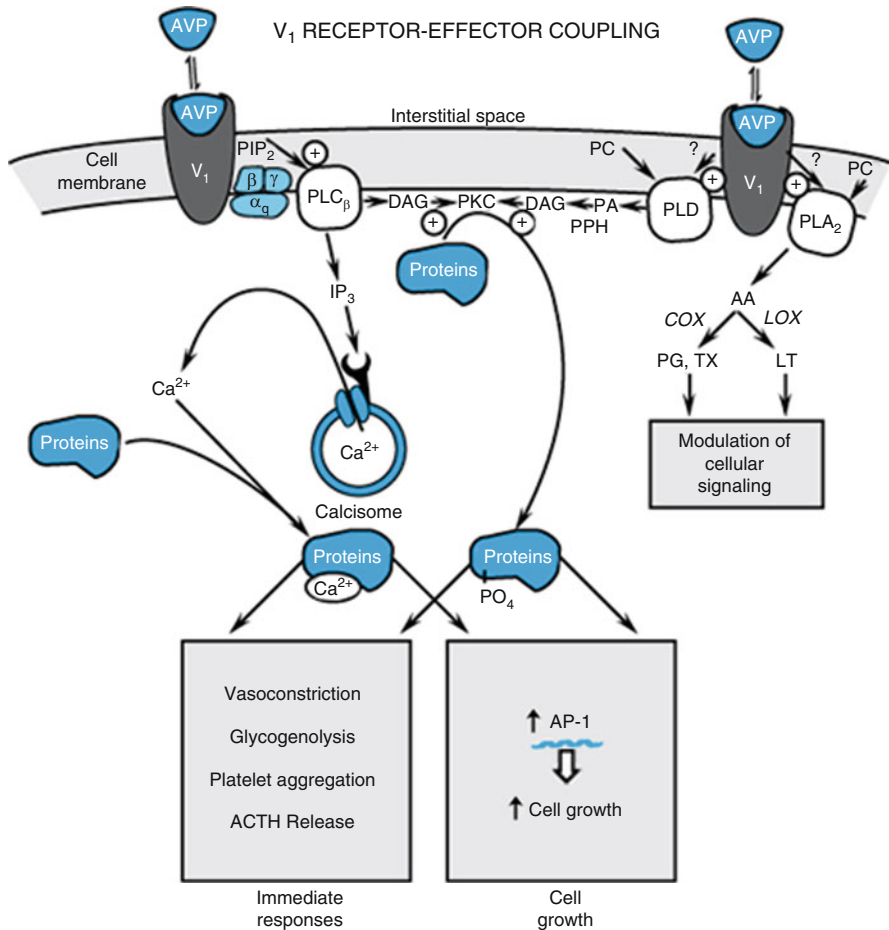 V1 RECEPTOR-EFFECTOR COUPLING
AVP
AVP
AVP
AVP
Interstitial space
Cell
membrane
V1
PIP2
+
β γ
αq
PLCβ
DAG
PKC
DAG
PA
PPH
+
+
PC
?
PLD
+
V1
?
+
PC
PLA2
Proteins
IP3
AA
COX
LOX
PG, TX
LT
Ca2+
Proteins
Ca2+
Calcisome
Modulation of
cellular
signaling
Proteins
Ca2+
Proteins
PO4
Vasoconstriction
Glycogenolysis
Platelet aggregation
ACTH Release
AP-1
Cell growth
Immediate
responses
Cell
growth